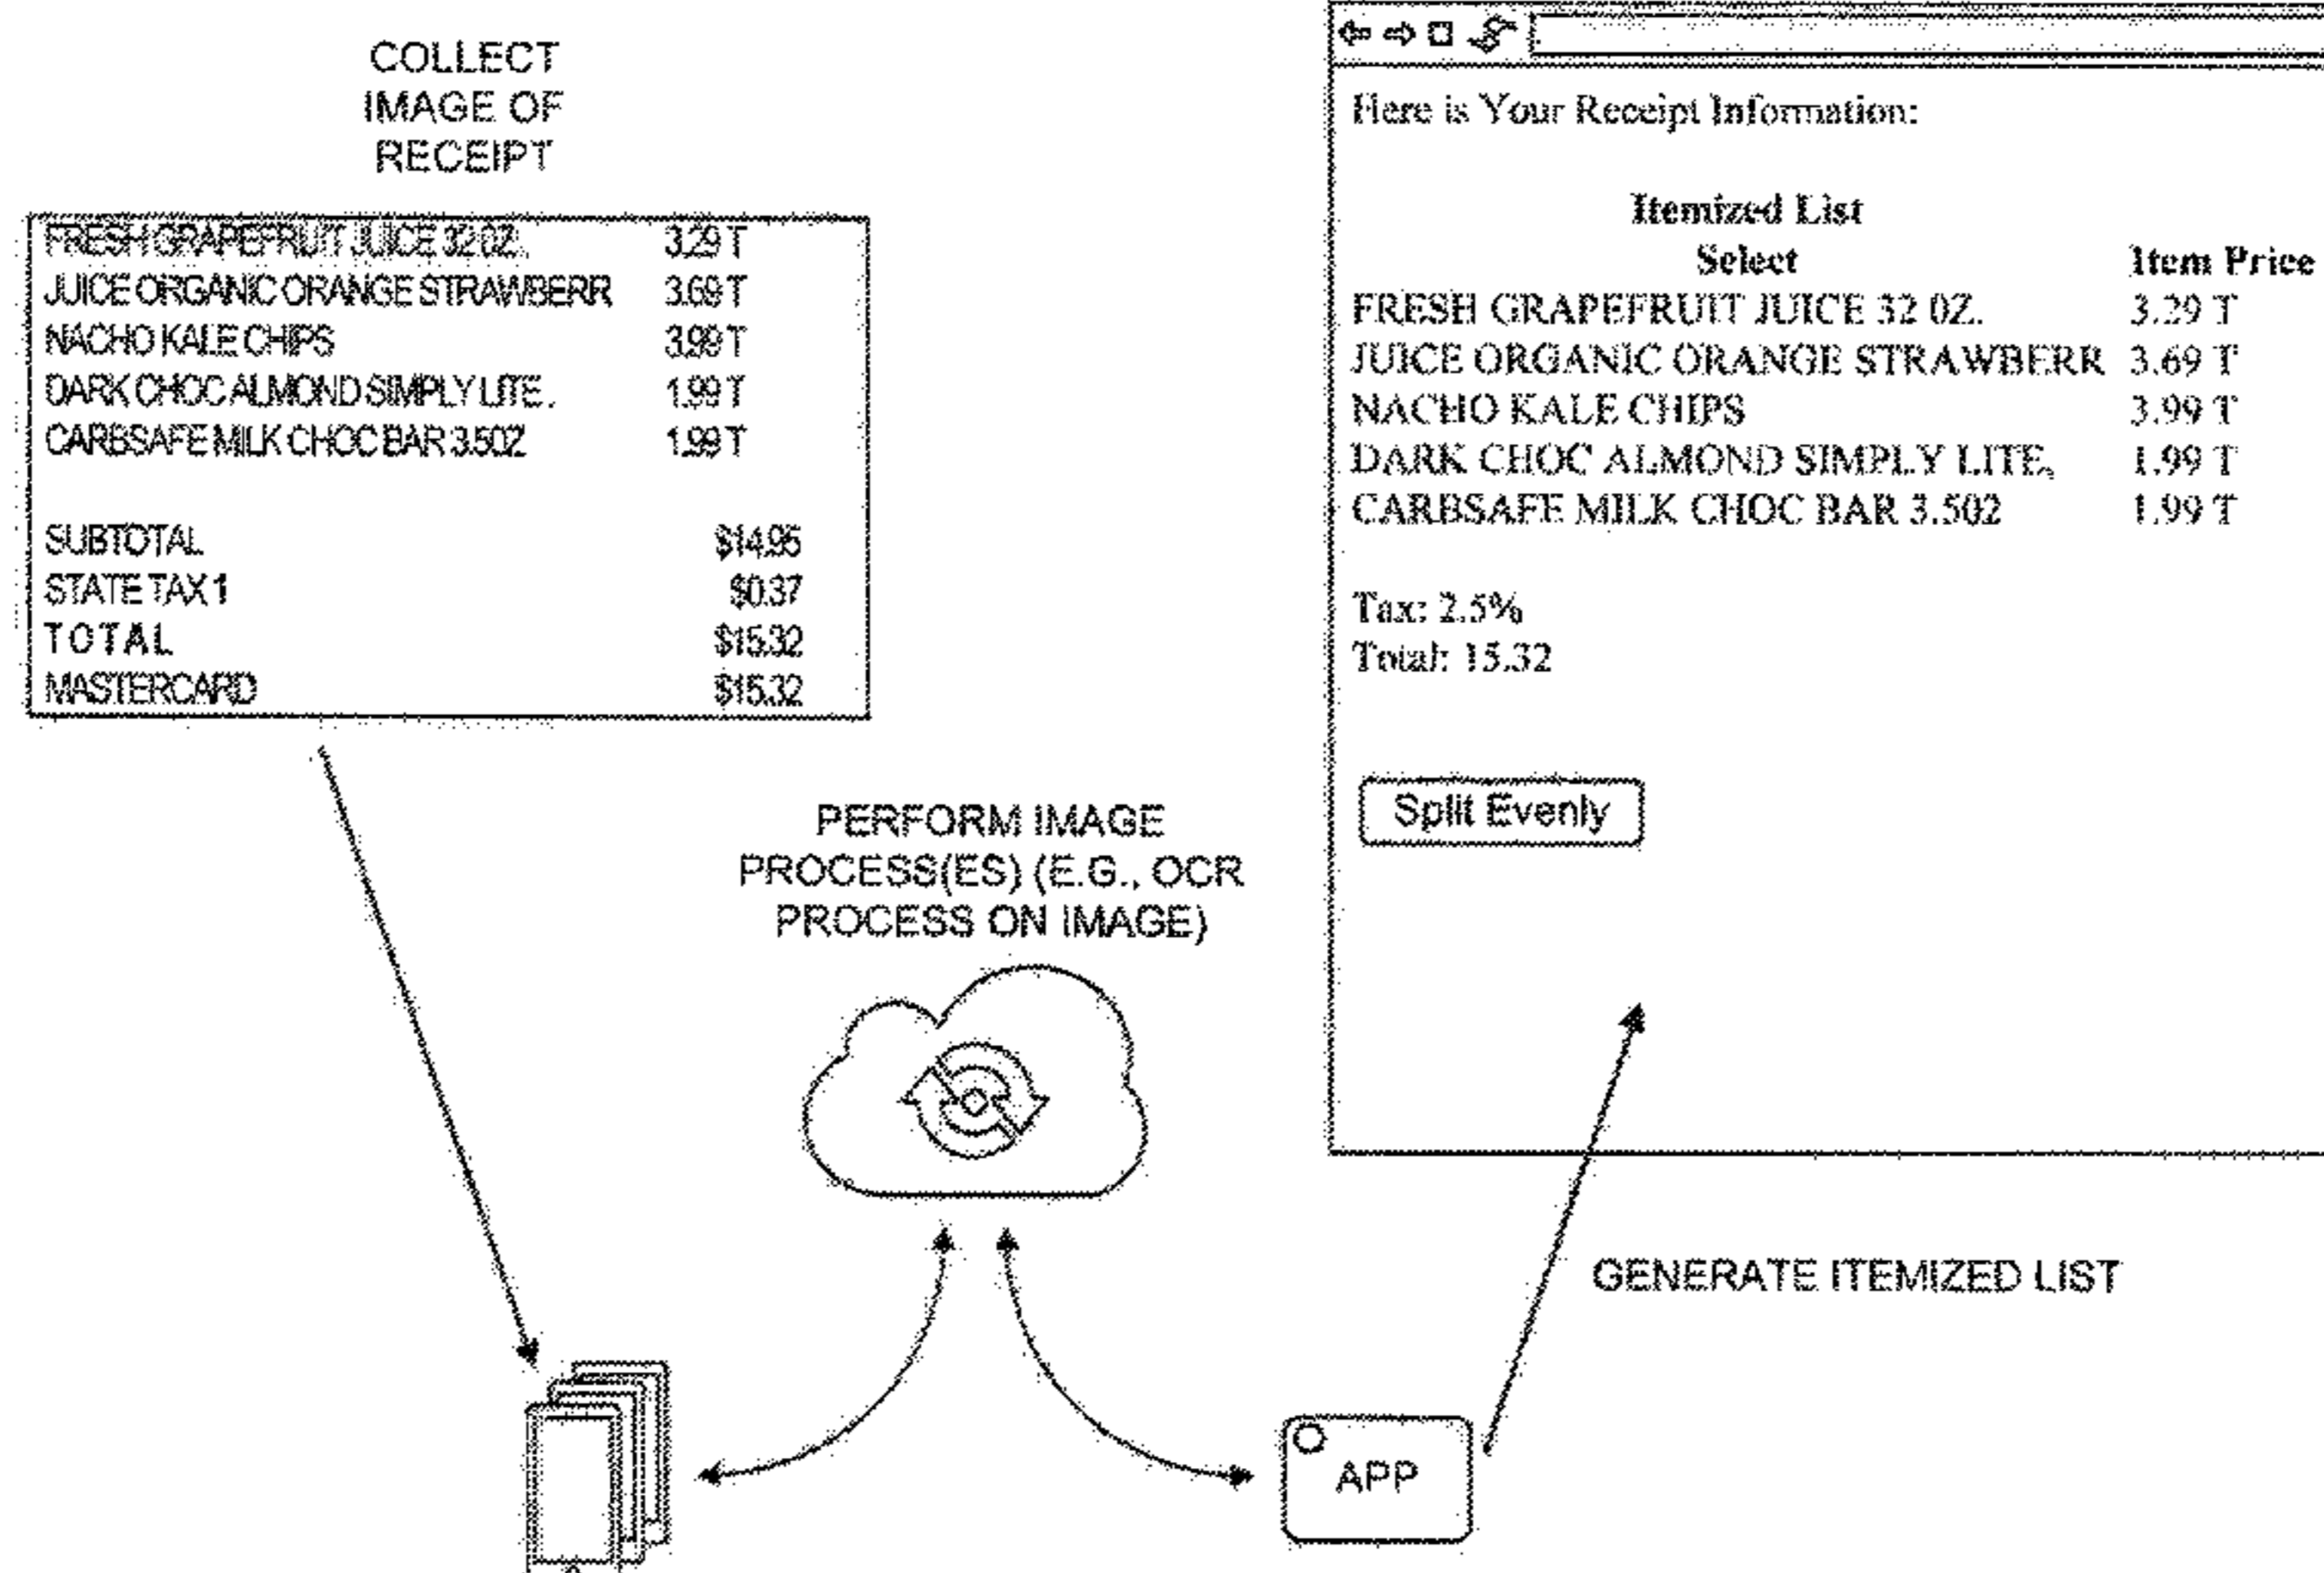 COLLECT
IMAGE OF
RECEIPT
FRESH GRAPEFRUIT JUICE 32 0Z. 3.29 T
JUICE ORGANIC ORANGE STRAWBERR 3.69 T
NACHO KALE CHIPS 3.99 T
DARK CHOC ALMOND SIMPLY LITE. 1.99 T
CARBSAFE MILK CHOC BAR 3.50Z 1.99 T
SUBTOTAL $14.95
STATE TAX 1 $0.37
TOTAL $15.32
MASTERCARD $15.32
PERFORM IMAGE
PROCESS(ES) (E.G., OCR
PROCESS ON IMAGE)
Here is Your Receipt Information:
Itemized List
Select Item Price
FRESH GRAPEFRUIT JUICE 32 0Z. 3.29 T
JUICE ORGANIC ORANGE STRAWBERR 3.69 T
NACHO KALE CHIPS 3.99 T
DARK CHOC ALMOND SIMPLY LITE, 1.99 T
CARBSAFE MILK CHOC BAR 3.502 1.99 T
Tax: 2.5%
Total: 15.32
Split Evenly
GENERATE ITEMIZED LIST
APP